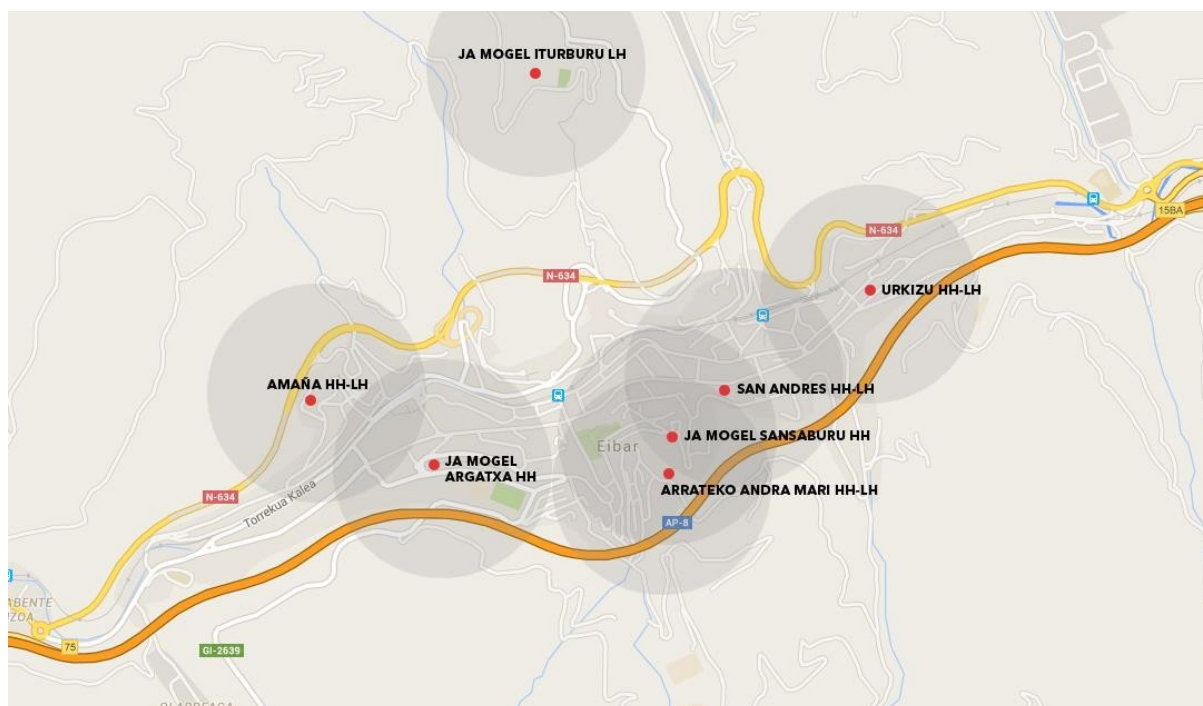 JA MOGEL ITURBURU LH
15BA
N-634
N-634
URKIZU HH-LH
AMAÑA HH-LH
SAN ANDRES HH-LH
JA MOGEL SANSABURU HH
Eibar
JA MOGEL
ARGATXA HH
ARRATEKO ANDRA MARI HH-LH
N-634
Torrekua Kalea
AP-8
75
GI-2639